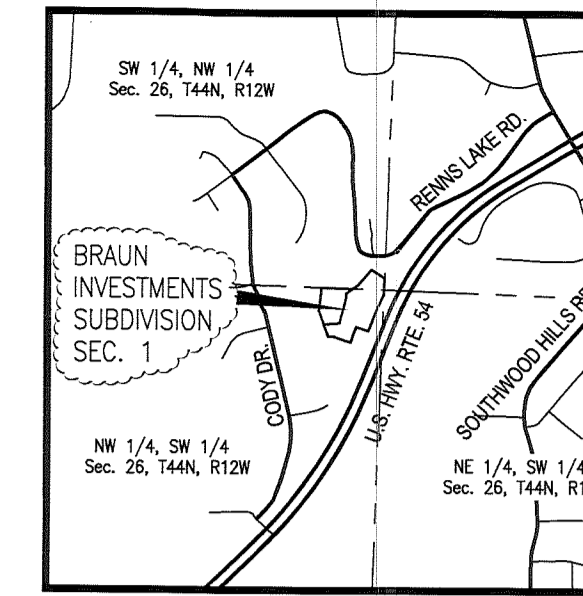 SW 1/4, NW 1/4
Sec. 26, T44N, R12W
RENNS LAKE RD.
BRAUN
INVESTMENTS
SUBDIVISION
SEC. 1
CODY DR.
U.S. HWY. RTE. 54
SOUTHWOOD HILLS RD
NW 1/4, SW 1/4
Sec. 26, T44N, R12W
NE 1/4, SW 1/4
Sec. 26, T44N, R1